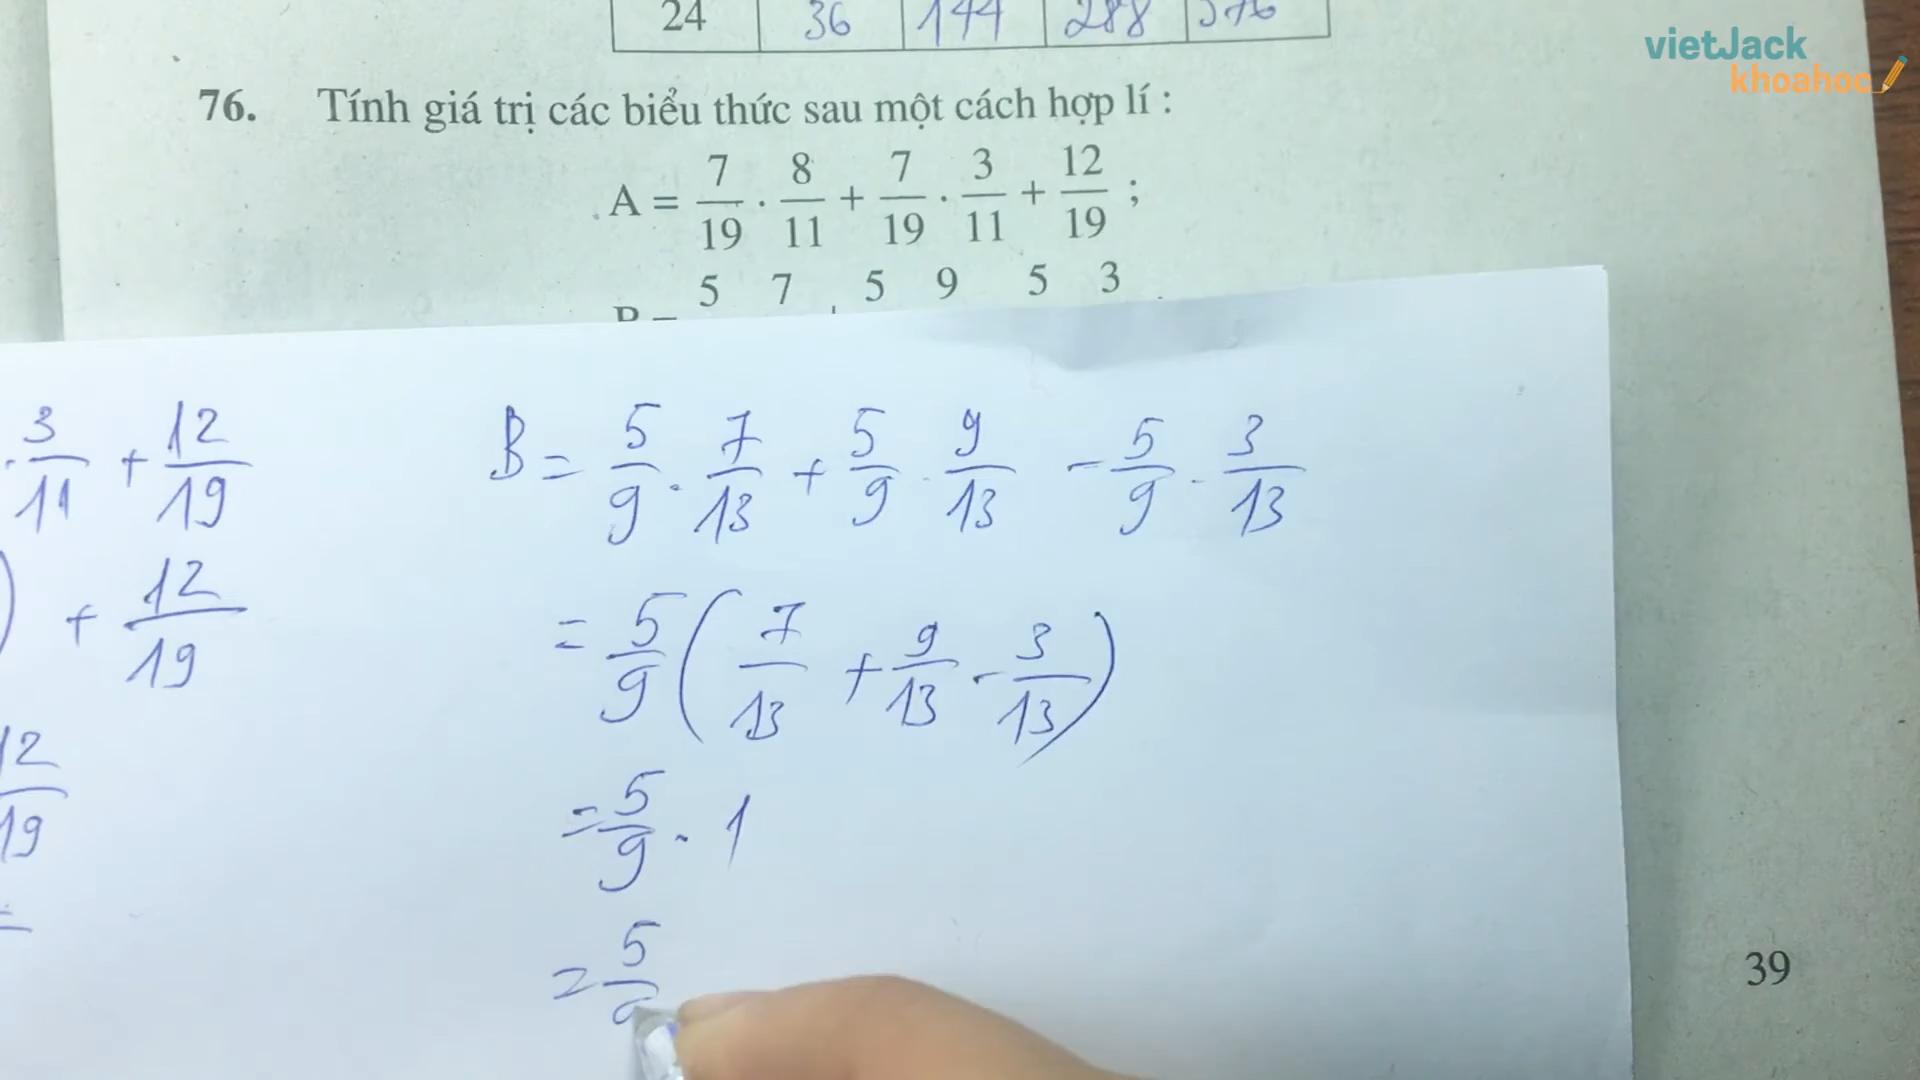 24 36 144 288 576
vietJack
khoahoc
76. Tính giá trị các biểu thức sau một cách hợp lí :
A = 7/19 . 8/11 + 7/19 . 3/11 + 12/19 ;
5 7 5 9 5 3
. 3/11 + 12/19
) + 12/19
12/19
=
B = 5/9 . 7/13 + 5/9 . 9/13 - 5/9 . 3/13
= 5/9 ( 7/13 + 9/13 - 3/13 )
= 5/9 . 1
= 5/9
39